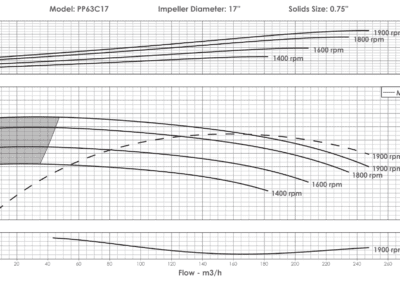 Model: PP63C17 Impeller Diameter: 17" Solids Size: 0.75"
1900 rpm
1800 rpm
1600 rpm
1400 rpm
1900 rpm
1900 rpm
1800 rpm
1600 rpm
1400 rpm
1900 rpm
20 40 60 80 100 120 140 160 180 200 220 240 260
Flow - m3/h